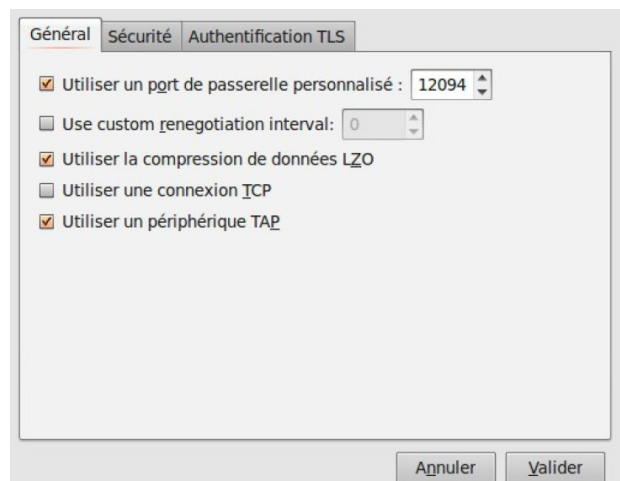 Général Sécurité Authentification TLS
Utiliser un port de passerelle personnalisé : 12094
Use custom renegotiation interval: 0
Utiliser la compression de données LZO
Utiliser une connexion TCP
Utiliser un périphérique TAP
Annuler Valider